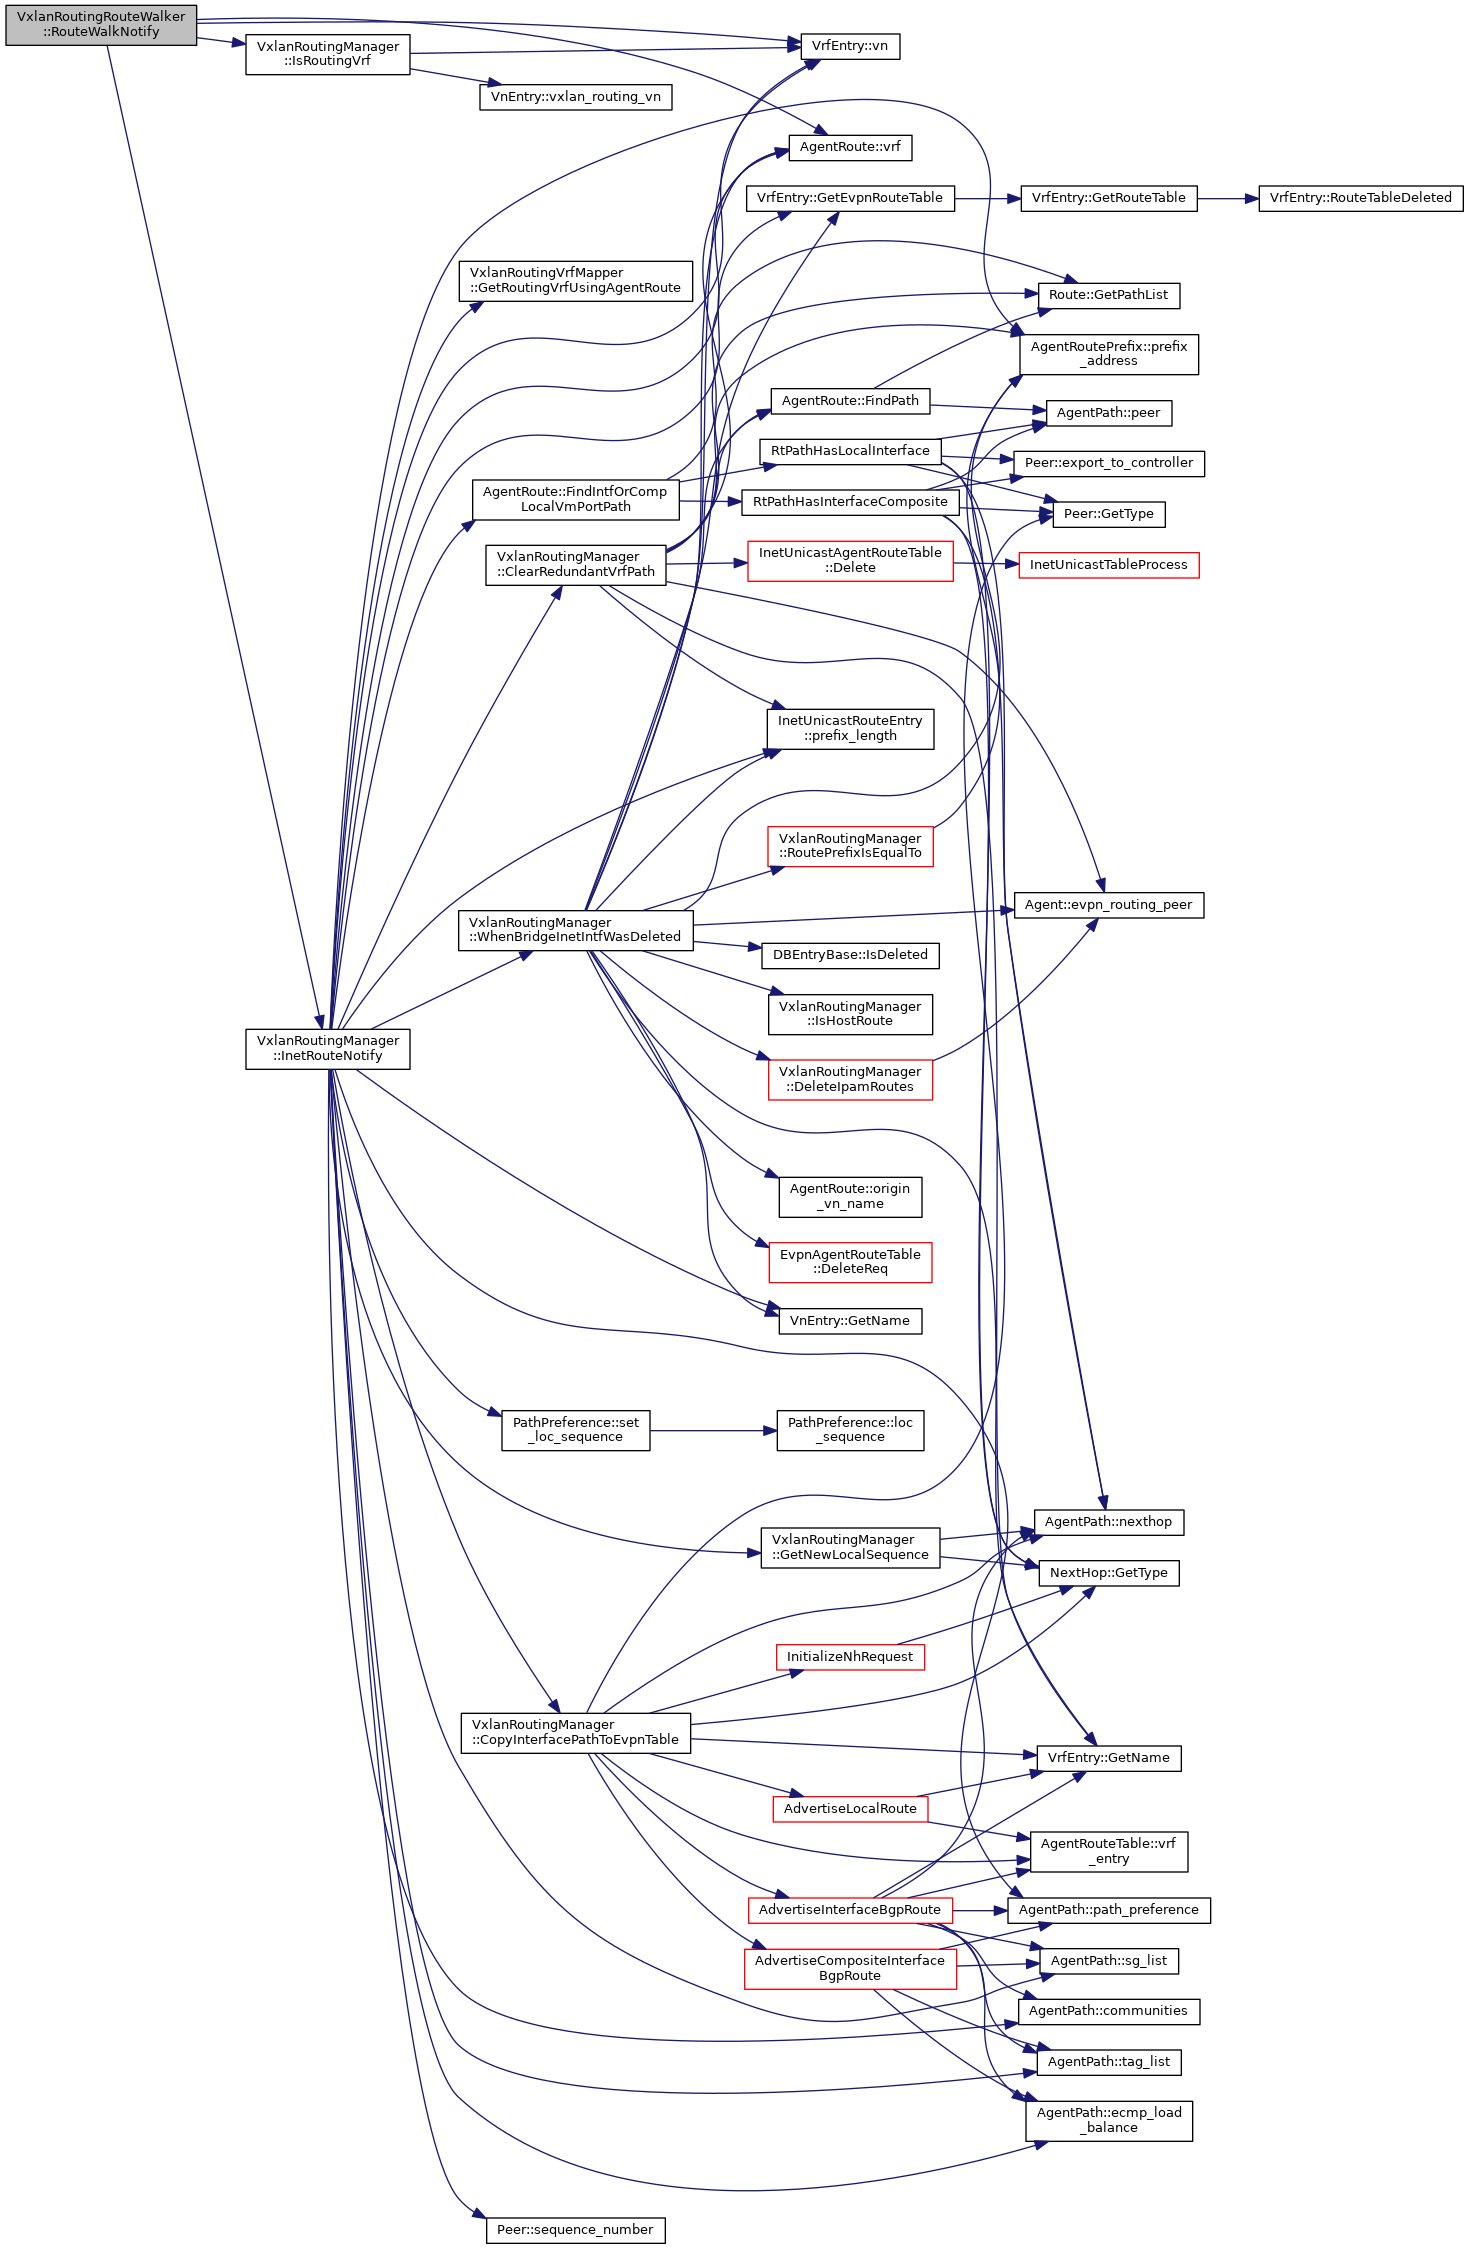 VxlanRoutingRouteWalker
::RouteWalkNotify
VxlanRoutingManager
::IsRoutingVrf
VrfEntry::vn
VnEntry::vxlan_routing_vn
AgentRoute::vrf
VrfEntry::GetEvpnRouteTable
VrfEntry::GetRouteTable
VrfEntry::RouteTableDeleted
VxlanRoutingVrfMapper
::GetRoutingVrfUsingAgentRoute
Route::GetPathList
AgentRoutePrefix::prefix
_address
AgentRoute::FindPath
AgentPath::peer
RtPathHasLocalInterface
Peer::export_to_controller
AgentRoute::FindIntfOrComp
LocalVmPortPath
RtPathHasInterfaceComposite
Peer::GetType
VxlanRoutingManager
::ClearRedundantVrfPath
InetUnicastAgentRouteTable
::Delete
InetUnicastTableProcess
InetUnicastRouteEntry
::prefix_length
VxlanRoutingManager
::RoutePrefixIsEqualTo
VxlanRoutingManager
::WhenBridgeInetIntfWasDeleted
Agent::evpn_routing_peer
DBEntryBase::IsDeleted
VxlanRoutingManager
::IsHostRoute
VxlanRoutingManager
::InetRouteNotify
VxlanRoutingManager
::DeleteIpamRoutes
AgentRoute::origin
_vn_name
EvpnAgentRouteTable
::DeleteReq
VnEntry::GetName
PathPreference::set
_loc_sequence
PathPreference::loc
_sequence
AgentPath::nexthop
VxlanRoutingManager
::GetNewLocalSequence
NextHop::GetType
InitializeNhRequest
VxlanRoutingManager
::CopyInterfacePathToEvpnTable
VrfEntry::GetName
AdvertiseLocalRoute
AgentRouteTable::vrf
_entry
AdvertiseInterfaceBgpRoute
AgentPath::path_preference
AdvertiseCompositeInterface
BgpRoute
AgentPath::sg_list
AgentPath::communities
AgentPath::tag_list
AgentPath::ecmp_load
_balance
Peer::sequence_number